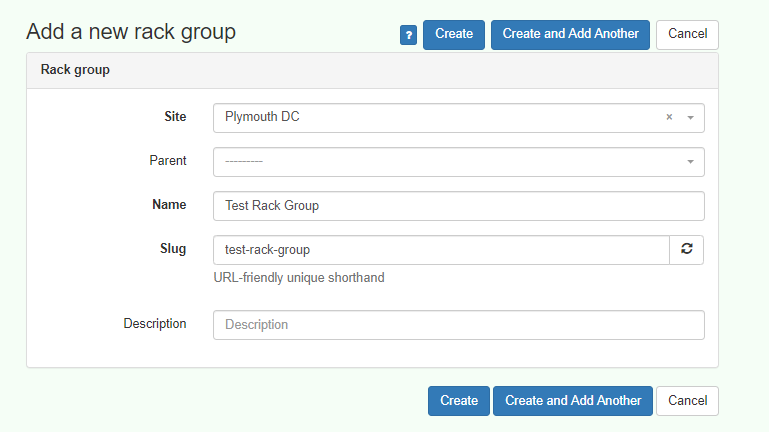 Add a new rack group
? Create Create and Add Another Cancel
Rack group
Site Plymouth DC × 
Parent ---------
Name Test Rack Group
Slug test-rack-group
URL-friendly unique shorthand
Description Description
Create Create and Add Another Cancel